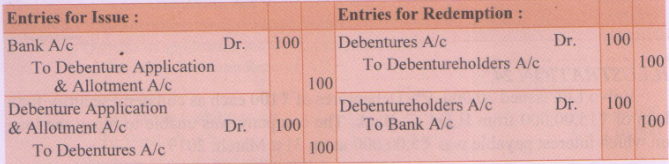 Entries for Issue :
Bank A/c Dr. 100
To Debenture Application
& Allotment A/c 100
Debenture Application
& Allotment A/c Dr. 100
To Debentures A/c 100
Entries for Redemption :
Debentures A/c Dr. 100
To Debentureholders A/c 100
Debentureholders A/c Dr. 100
To Bank A/c 100